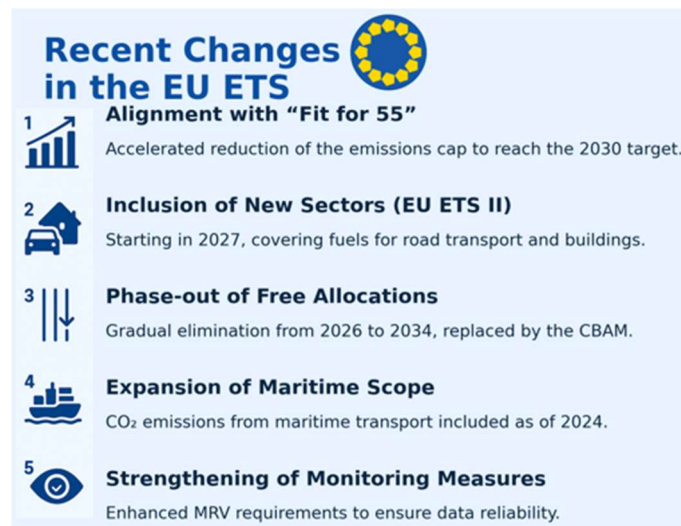 Recent Changes
in the EU ETS
1
Alignment with “Fit for 55”
Accelerated reduction of the emissions cap to reach the 2030 target.
2
Inclusion of New Sectors (EU ETS II)
Starting in 2027, covering fuels for road transport and buildings.
3
Phase-out of Free Allocations
Gradual elimination from 2026 to 2034, replaced by the CBAM.
4
Expansion of Maritime Scope
CO₂ emissions from maritime transport included as of 2024.
5
Strengthening of Monitoring Measures
Enhanced MRV requirements to ensure data reliability.